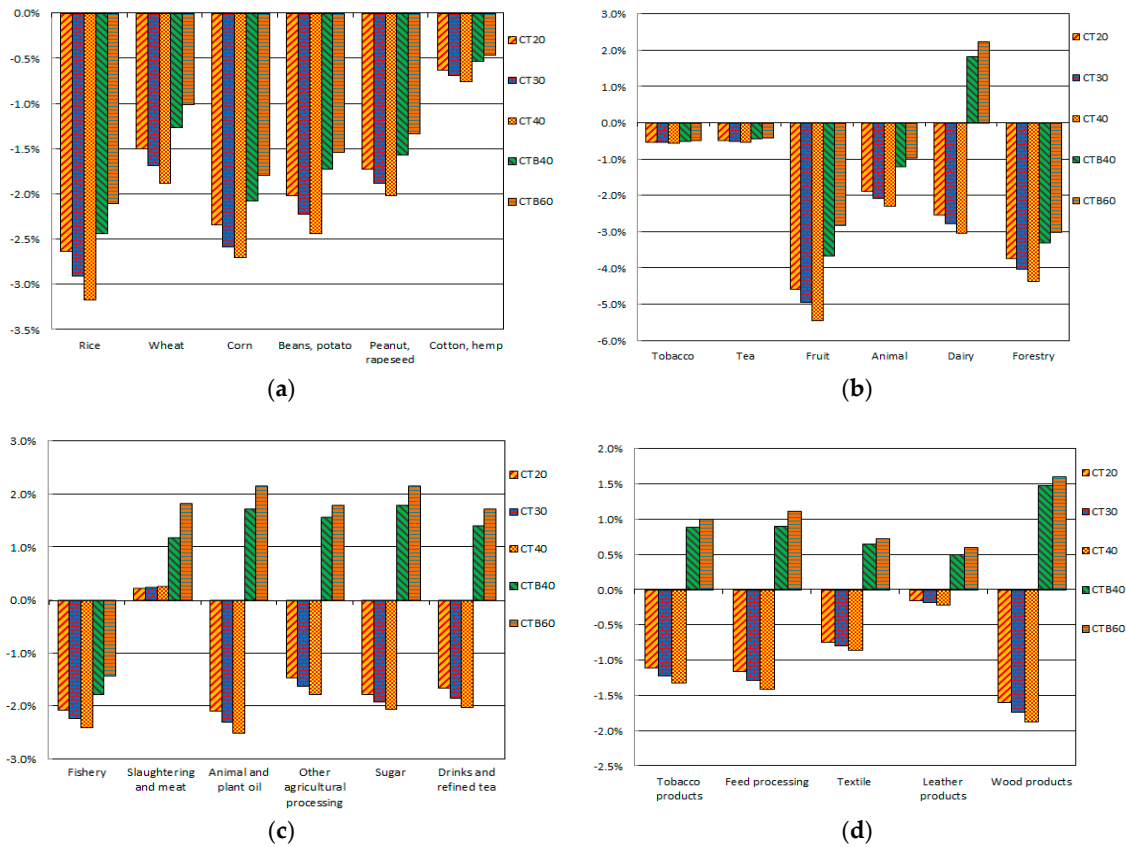 0.0%
-0.5%
-1.0%
-1.5%
-2.0%
-2.5%
-3.0%
-3.5%
Rice Wheat Corn Beans, potato Peanut, rapeseed Cotton, hemp
CT20
CT30
CT40
CTB40
CTB60
(a)
3.0%
2.0%
1.0%
0.0%
-1.0%
-2.0%
-3.0%
-4.0%
-5.0%
-6.0%
Tobacco Tea Fruit Animal Dairy Forestry
CT20
CT30
CT40
CTB40
CTB60
(b)
3.0%
2.0%
1.0%
0.0%
-1.0%
-2.0%
-3.0%
Fishery Slaughtering and meat Animal and plant oil Other agricultural processing Sugar Drinks and refined tea
CT20
CT30
CT40
CTB40
CTB60
(c)
2.0%
1.5%
1.0%
0.5%
0.0%
-0.5%
-1.0%
-1.5%
-2.0%
-2.5%
Tobacco products Feed processing Textile Leather products Wood products
CT20
CT30
CT40
CTB40
CTB60
(d)